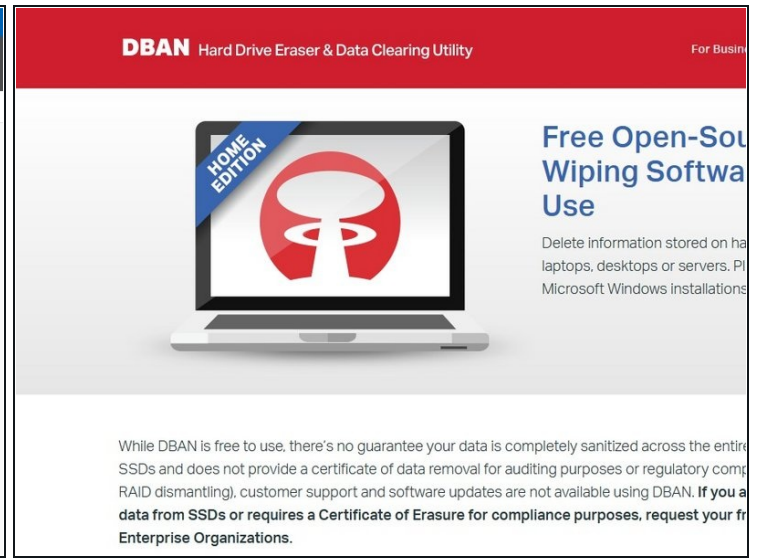 DBAN Hard Drive Eraser & Data Clearing Utility
For Busin
HOME
EDITION
Free Open-Sou
Wiping Softwa
Use
Delete information stored on ha
laptops, desktops or servers. Pl
Microsoft Windows installations
While DBAN is free to use, there's no guarantee your data is completely sanitized across the entire
SSDs and does not provide a certificate of data removal for auditing purposes or regulatory comp
RAID dismantling), customer support and software updates are not available using DBAN. If you a
data from SSDs or requires a Certificate of Erasure for compliance purposes, request your fr
Enterprise Organizations.